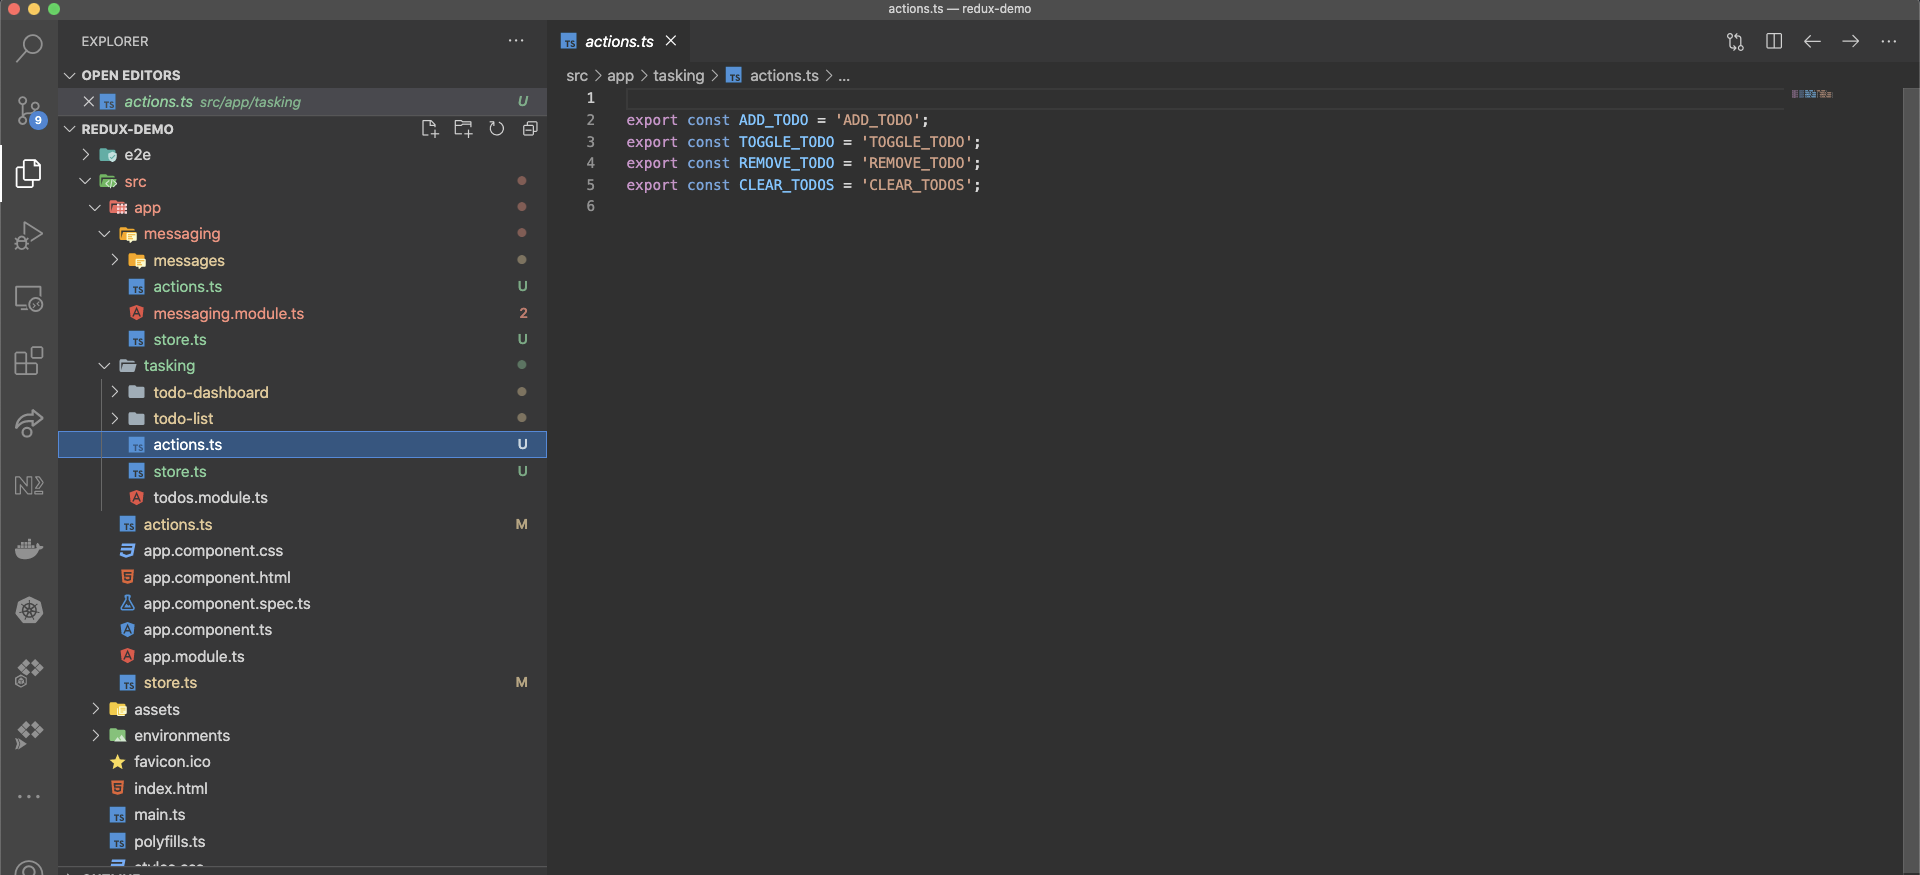 actions.ts — redux-demo
EXPLORER
OPEN EDITORS
actions.ts src/app/tasking U
REDUX-DEMO
e2e
src
app
messaging
messages
actions.ts U
messaging.module.ts 2
store.ts U
tasking
todo-dashboard
todo-list
actions.ts U
store.ts U
todos.module.ts
actions.ts M
app.component.css
app.component.html
app.component.spec.ts
app.component.ts
app.module.ts
store.ts M
assets
environments
favicon.ico
index.html
main.ts
polyfills.ts
9
actions.ts
src > app > tasking > TS actions.ts > ...
1
2 export const ADD_TODO = 'ADD_TODO';
3 export const TOGGLE_TODO = 'TOGGLE_TODO';
4 export const REMOVE_TODO = 'REMOVE_TODO';
5 export const CLEAR_TODOS = 'CLEAR_TODOS';
6